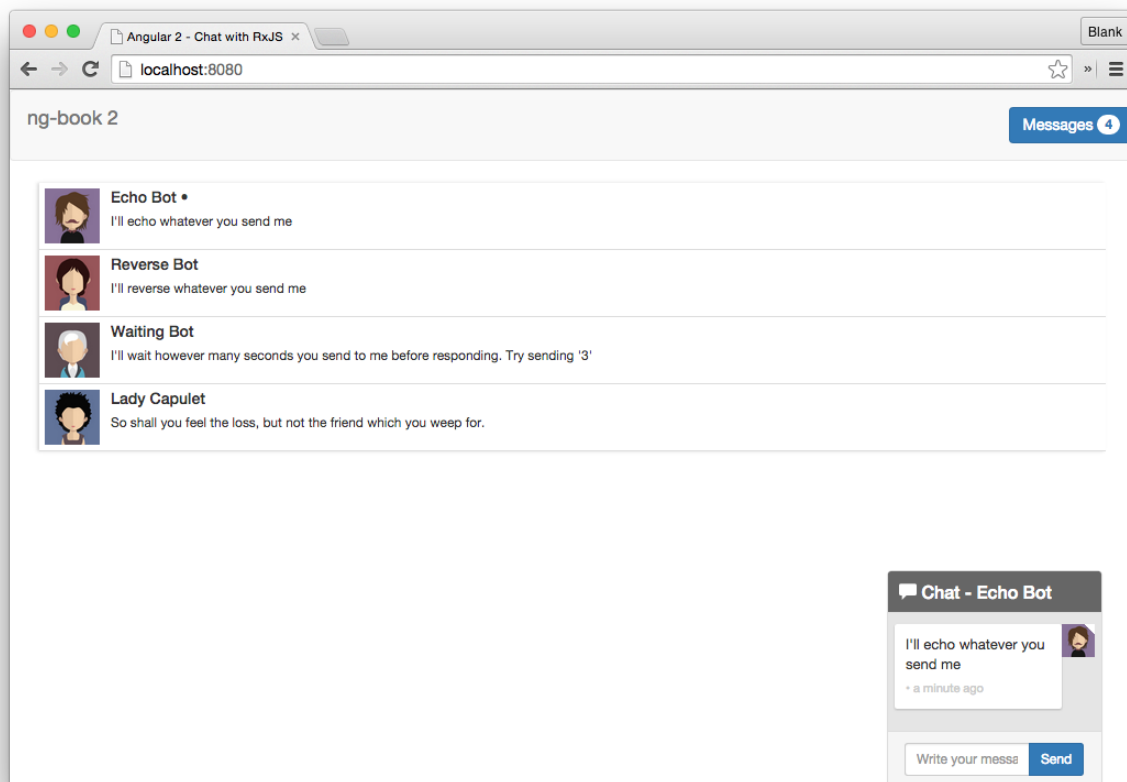 Angular 2 - Chat with RxJS ×
Blank
localhost:8080
»
ng-book 2
Messages 4
Echo Bot •
I'll echo whatever you send me
Reverse Bot
I'll reverse whatever you send me
Waiting Bot
I'll wait however many seconds you send to me before responding. Try sending '3'
Lady Capulet
So shall you feel the loss, but not the friend which you weep for.
Chat - Echo Bot
I'll echo whatever you
send me
• a minute ago
Write your messa
Send